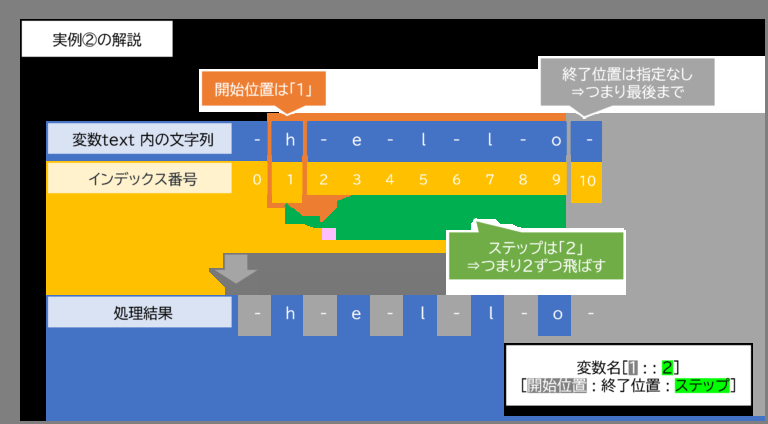 実例②の解説
開始位置は「1」
終了位置は指定なし
⇒つまり最後まで
変数text 内の文字列 - h - e - l - l - o -
インデックス番号 0 1 2 3 4 5 6 7 8 9 10
ステップは「2」
⇒つまり2ずつ飛ばす
処理結果 - h - e - l - l - o -
変数名[1 : : 2]
[開始位置 : 終了位置 : ステップ]